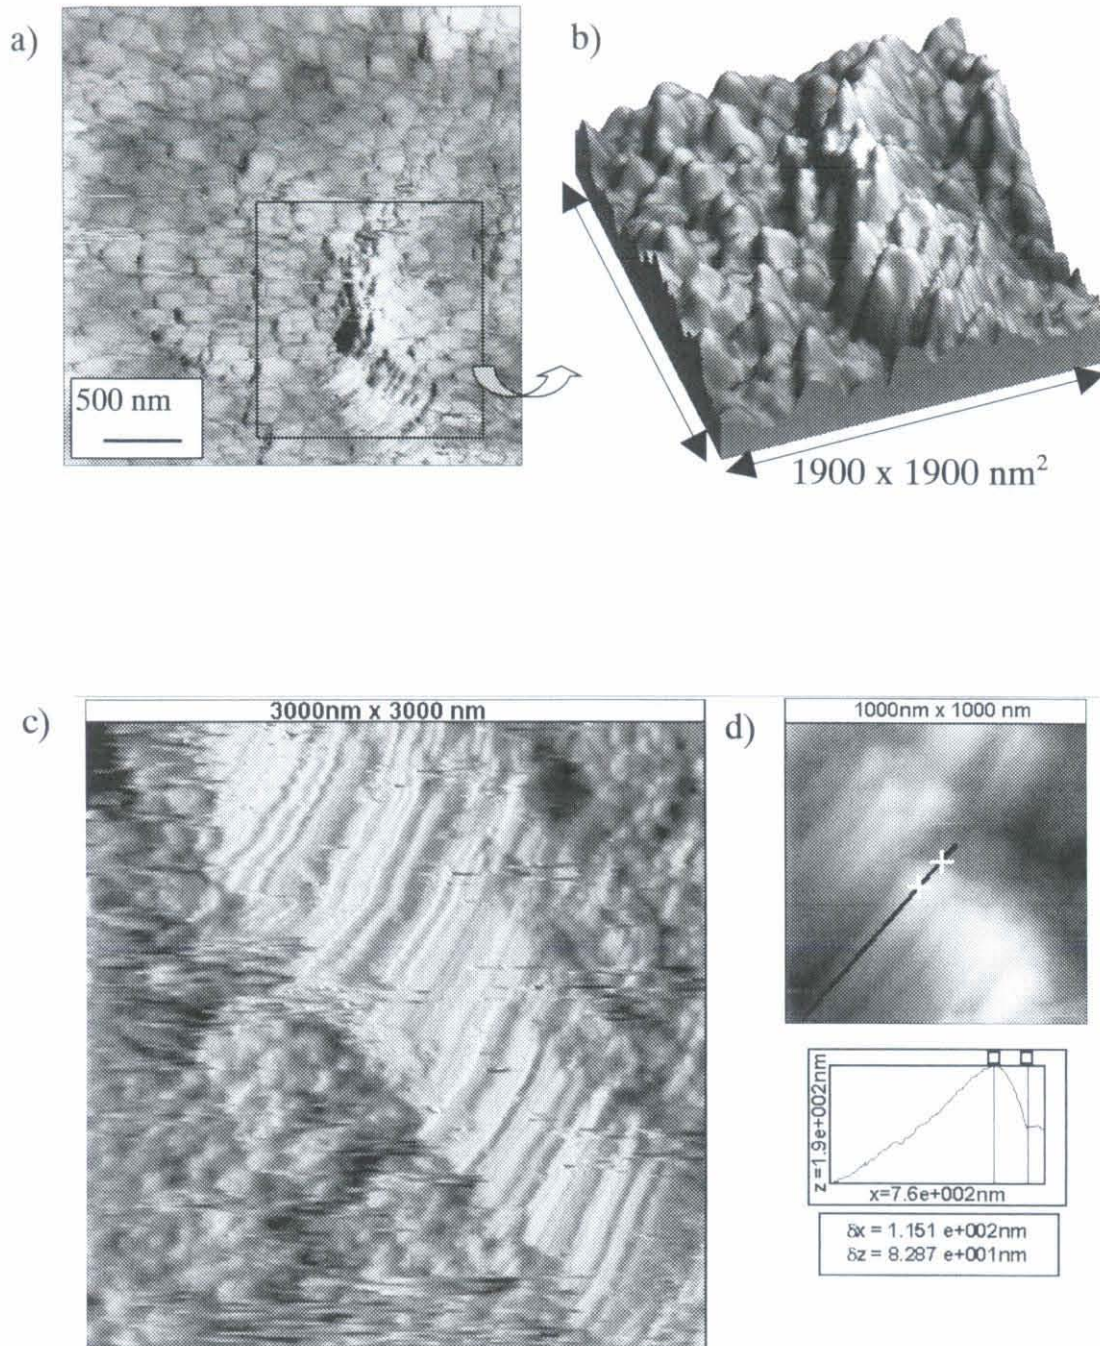 a)
500 nm
b)
1900 x 1900 nm²
c)
3000nm x 3000 nm
d)
1000nm x 1000 nm
z=1.9e+002nm
x=7.6e+002nm
δx = 1.151 e+002nm
δz = 8.287 e+001nm